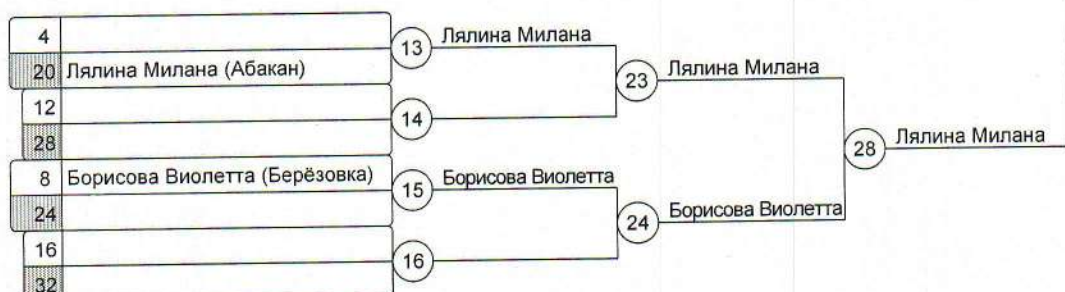 4
13 Лялина Милана
20 Лялина Милана (Абакан)
23 Лялина Милана
12
14
28
28 Лялина Милана
8 Борисова Виолетта (Берёзовка)
15 Борисова Виолетта
24
24 Борисова Виолетта
16
16
32